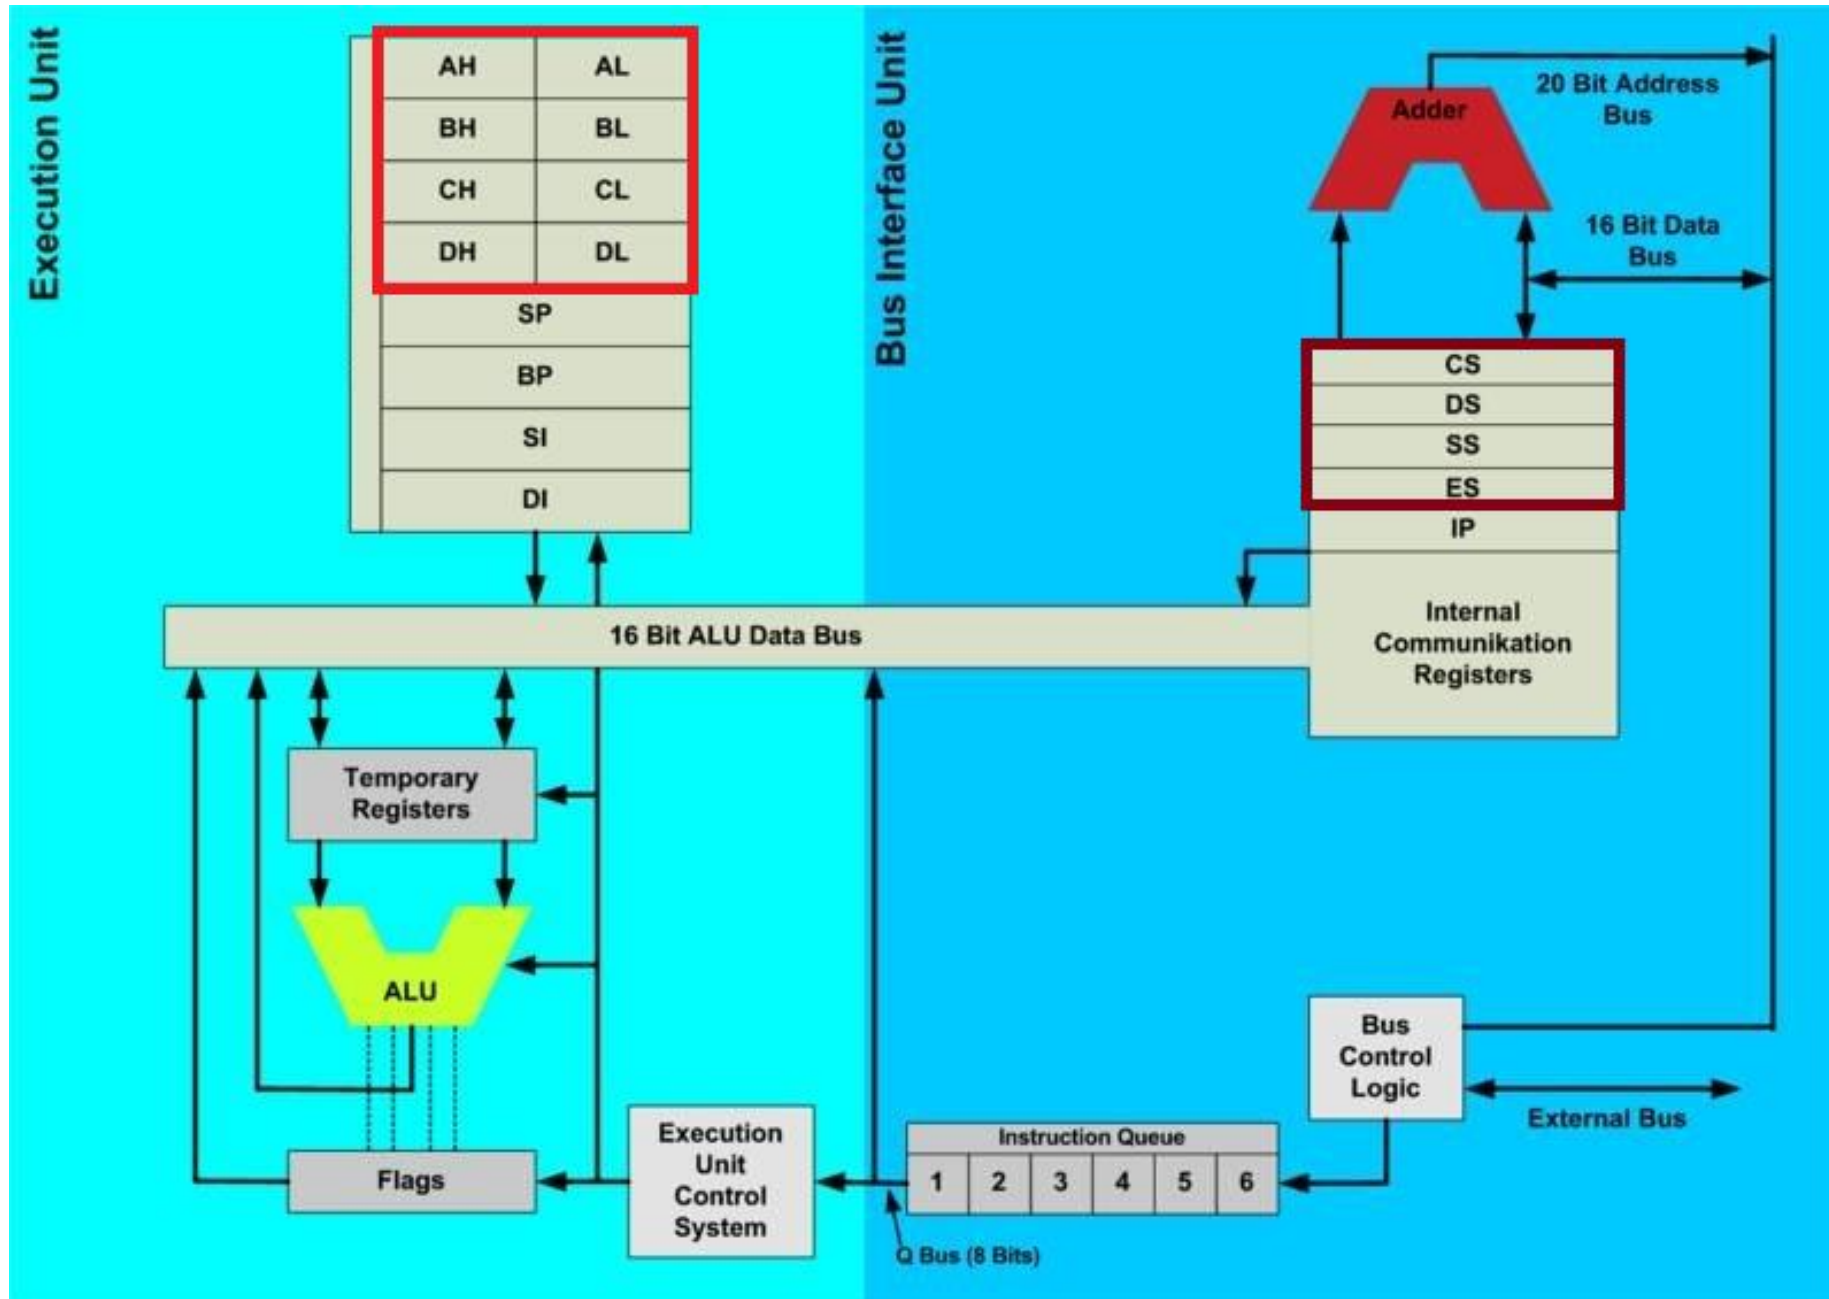 Execution Unit
AH AL
BH BL
CH CL
DH DL
SP
BP
SI
DI
Bus Interface Unit
Adder
20 Bit Address
Bus
16 Bit Data
Bus
CS
DS
SS
ES
IP
Internal
Communikation
Registers
16 Bit ALU Data Bus
Temporary
Registers
ALU
Flags
Execution
Unit
Control
System
Instruction Queue
1 2 3 4 5 6
Q Bus (8 Bits)
Bus
Control
Logic
External Bus